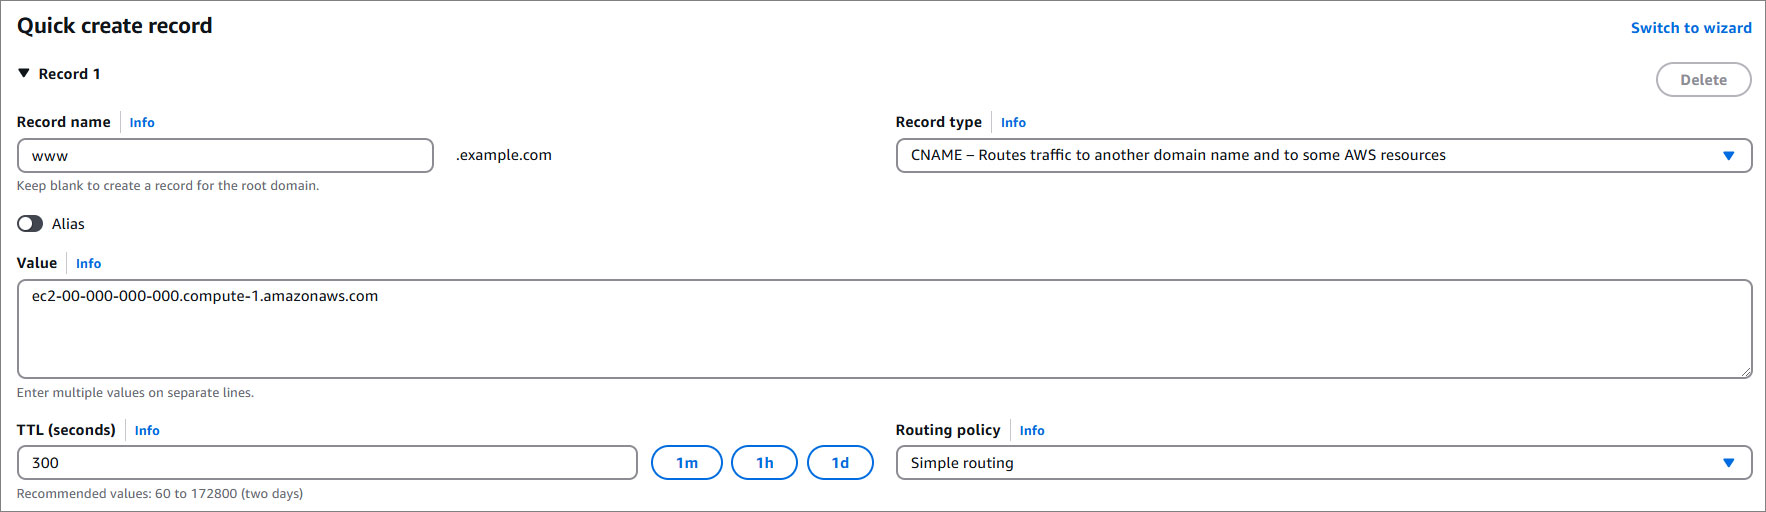 Quick create record
Switch to wizard
Record 1
Delete
Record name Info
Record type Info
www
.example.com
CNAME – Routes traffic to another domain name and to some AWS resources
Keep blank to create a record for the root domain.
Alias
Value Info
ec2-00-000-000-000.compute-1.amazonaws.com
Enter multiple values on separate lines.
TTL (seconds) Info
Routing policy Info
300
1m
1h
1d
Simple routing
Recommended values: 60 to 172800 (two days)